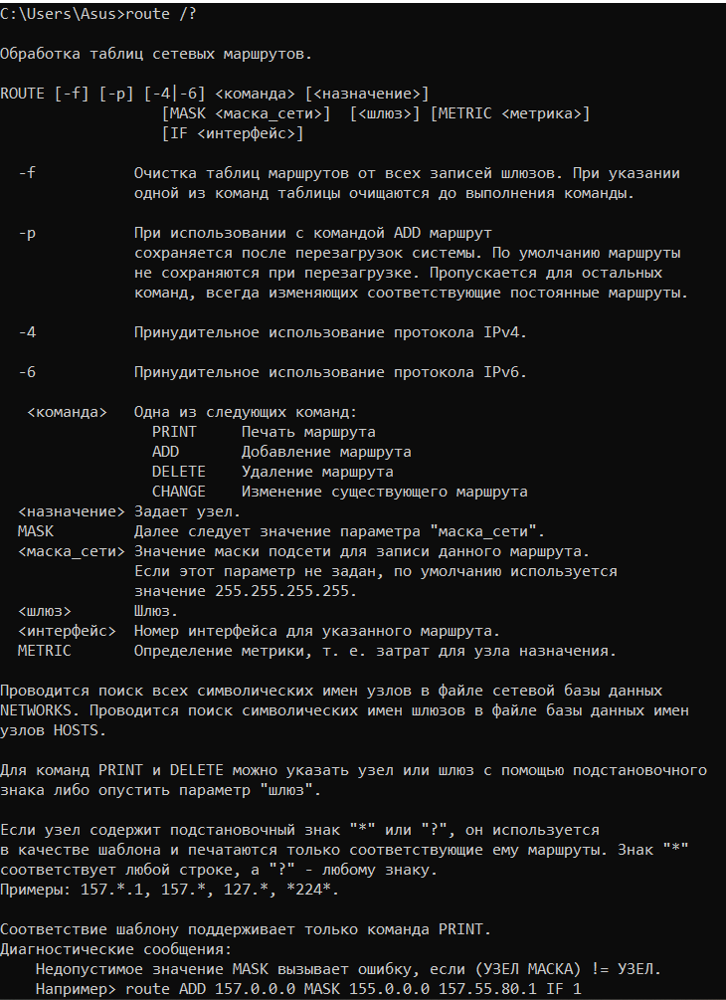 C:\Users\Asus>route /?
Обработка таблиц сетевых маршрутов.
ROUTE [-f] [-p] [-4|-6] <команда> [<назначение>]
[MASK <маска_сети>]  [<шлюз>] [METRIC <метрика>]
[IF <интерфейс>]
-f           Очистка таблиц маршрутов от всех записей шлюзов. При указании
одной из команд таблицы очищаются до выполнения команды.
-p           При использовании с командой ADD маршрут
сохраняется после перезагрузок системы. По умолчанию маршруты
не сохраняются при перезагрузке. Пропускается для остальных
команд, всегда изменяющих соответствующие постоянные маршруты.
-4           Принудительное использование протокола IPv4.
-6           Принудительное использование протокола IPv6.
<команда>   Одна из следующих команд:
PRINT     Печать маршрута
ADD       Добавление маршрута
DELETE    Удаление маршрута
CHANGE    Изменение существующего маршрута
<назначение> Задает узел.
MASK         Далее следует значение параметра "маска_сети".
<маска_сети> Значение маски подсети для записи данного маршрута.
Если этот параметр не задан, по умолчанию используется
значение 255.255.255.255.
<шлюз>       Шлюз.
<интерфейс>  Номер интерфейса для указанного маршрута.
METRIC       Определение метрики, т. е. затрат для узла назначения.
Проводится поиск всех символических имен узлов в файле сетевой базы данных
NETWORKS. Проводится поиск символических имен шлюзов в файле базы данных имен
узлов HOSTS.
Для команд PRINT и DELETE можно указать узел или шлюз с помощью подстановочного
знака либо опустить параметр "шлюз".
Если узел содержит подстановочный знак "*" или "?", он используется
в качестве шаблона и печатаются только соответствующие ему маршруты. Знак "*"
соответствует любой строке, а "?" - любому знаку.
Примеры: 157.*.1, 157.*, 127.*, *224*.
Соответствие шаблону поддерживает только команда PRINT.
Диагностические сообщения:
Недопустимое значение MASK вызывает ошибку, если (УЗЕЛ МАСКА) != УЗЕЛ.
Например> route ADD 157.0.0.0 MASK 155.0.0.0 157.55.80.1 IF 1